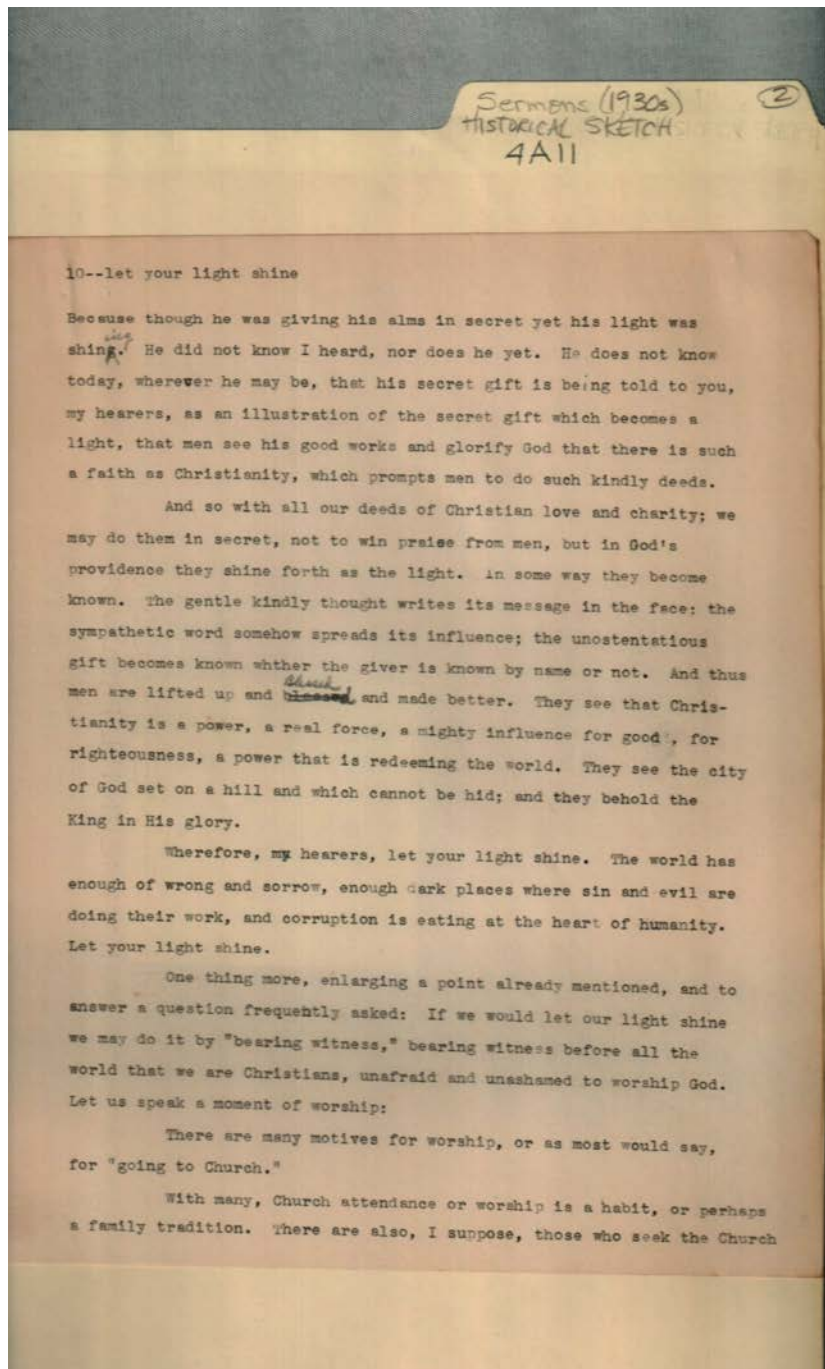 Sermons (1930s) 2
HISTORICAL SKETCH
4A11
10--let your light shine
Because though he was giving his alms in secret yet his light was
ing
shing. He did not know I heard, nor does he yet. He does not know
today, wherever he may be, that his secret gift is being told to you,
my hearers, as an illustration of the secret gift which becomes a
light, that men see his good works and glorify God that there is such
a faith as Christianity, which prompts men to do such kindly deeds.
And so with all our deeds of Christian love and charity; we
may do them in secret, not to win praise from men, but in God's
providence they shine forth as the light. In some way they become
known. The gentle kindly thought writes its message in the face: the
sympathetic word somehow spreads its influence; the unostentatious
gift becomes known whther the giver is known by name or not. And thus
men are lifted up and blessed and made better. They see that Chris-
tianity is a power, a real force, a mighty influence for good, for
righteousness, a power that is redeeming the world. They see the city
of God set on a hill and which cannot be hid; and they behold the
King in His glory.
Wherefore, my hearers, let your light shine. The world has
enough of wrong and sorrow, enough dark places where sin and evil are
doing their work, and corruption is eating at the heart of humanity.
Let your light shine.
One thing more, enlarging a point already mentioned, and to
answer a question frequehtly asked: If we would let our light shine
we may do it by "bearing witness," bearing witness before all the
world that we are Christians, unafraid and unashamed to worship God.
Let us speak a moment of worship:
There are many motives for worship, or as most would say,
for "going to Church."
With many, Church attendance or worship is a habit, or perhaps
a family tradition. There are also, I suppose, those who seek the Church